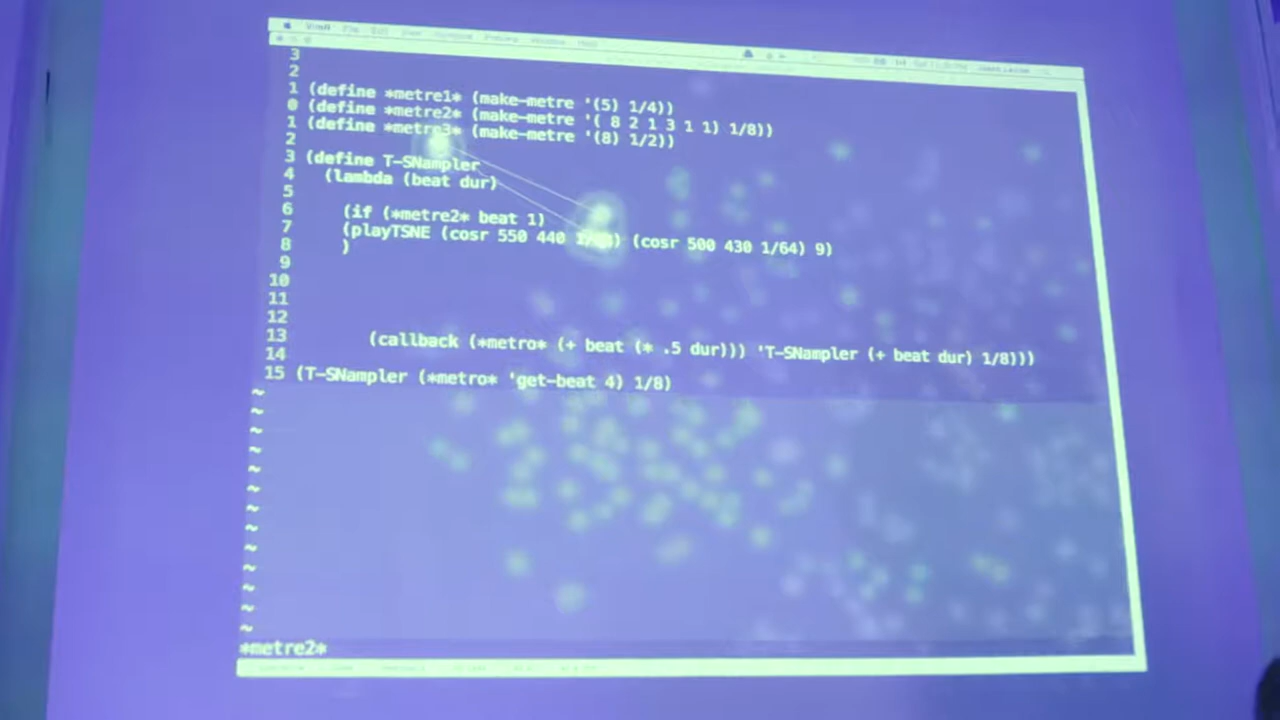 3
2
1 (define *metre1* (make-metre '(5) 1/4))
0 (define *metre2* (make-metre '( 8 2 1 3 1 1) 1/8))
1 (define *metre3* (make-metre '(8) 1/2))
2
3 (define T-SNampler
4 (lambda (beat dur)
5
6 (if (*metre2* beat 1)
7 (playTSNE (cosr 550 440 (cosr 500 430 1/64) 9)
8 )
9
10
11
12
13 (callback (*metro* (+ beat (* .5 dur))) 'T-SNampler (+ beat dur) 1/8)))
14
15 (T-SNampler (*metro* 'get-beat 4) 1/8)
~
~
~
~
~
~
~
~
~
~
~
~
~
*metre2*